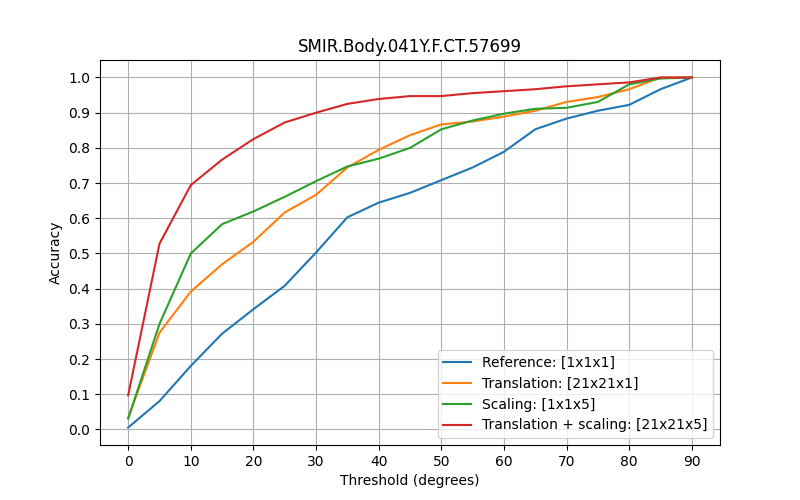 SMIR.Body.041Y.F.CT.57699
Accuracy
1.0
0.9
0.8
0.7
0.6
0.5
0.4
0.3
0.2
0.1
0.0
Reference: [1x1x1]
Translation: [21x21x1]
Scaling: [1x1x5]
Translation + scaling: [21x21x5]
0 10 20 30 40 50 60 70 80 90
Threshold (degrees)